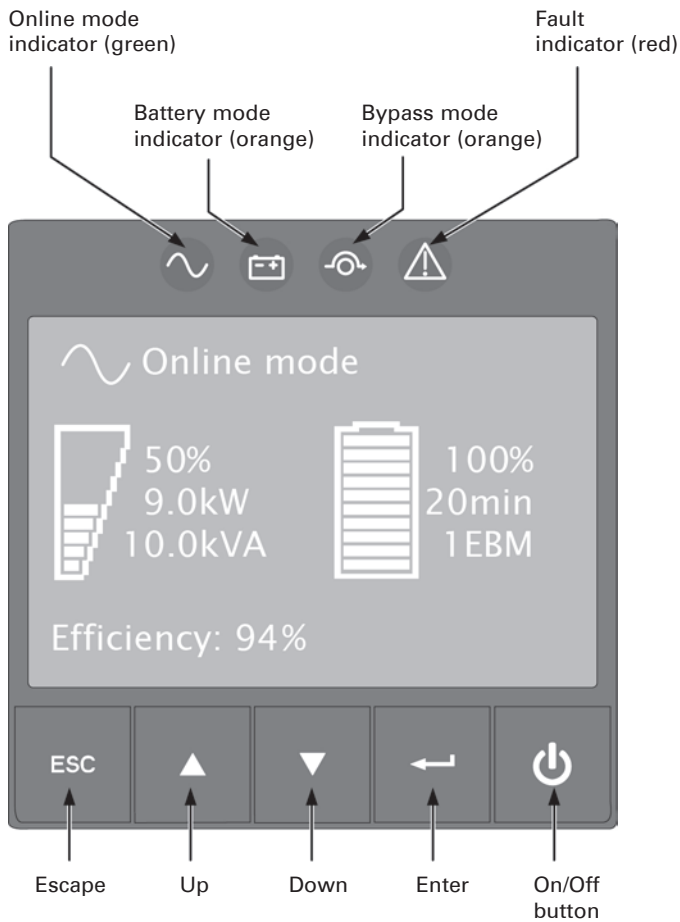 Online mode
indicator (green)
Fault
indicator (red)
Battery mode
indicator (orange)
Bypass mode
indicator (orange)
Online mode
50%
9.0kW
10.0kVA
100%
20min
1EBM
Efficiency: 94%
ESC
Escape
Up
Down
Enter
On/Off
button